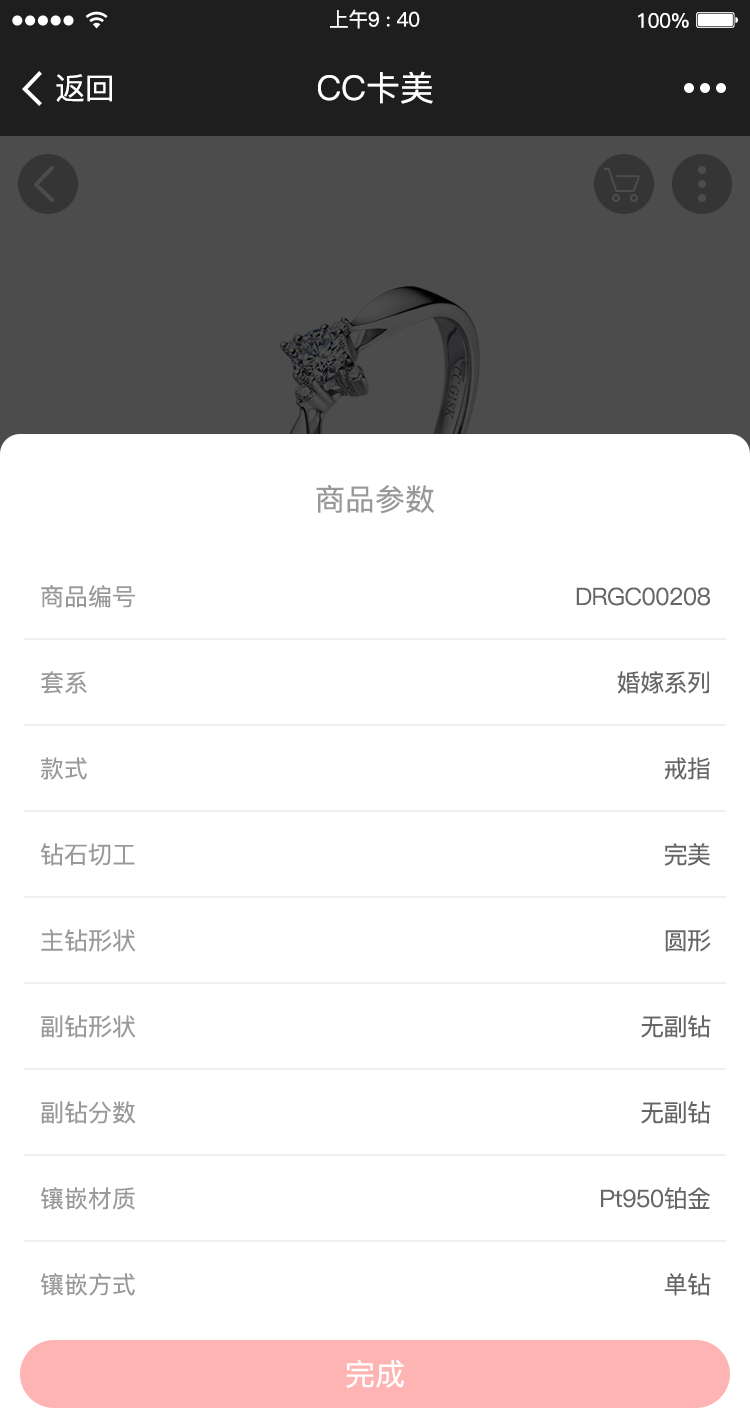 上午9 : 40
100%
返回
CC卡美
商品参数
商品编号 DRGC00208
套系 婚嫁系列
款式 戒指
钻石切工 完美
主钻形状 圆形
副钻形状 无副钻
副钻分数 无副钻
镶嵌材质 Pt950铂金
镶嵌方式 单钻
完成